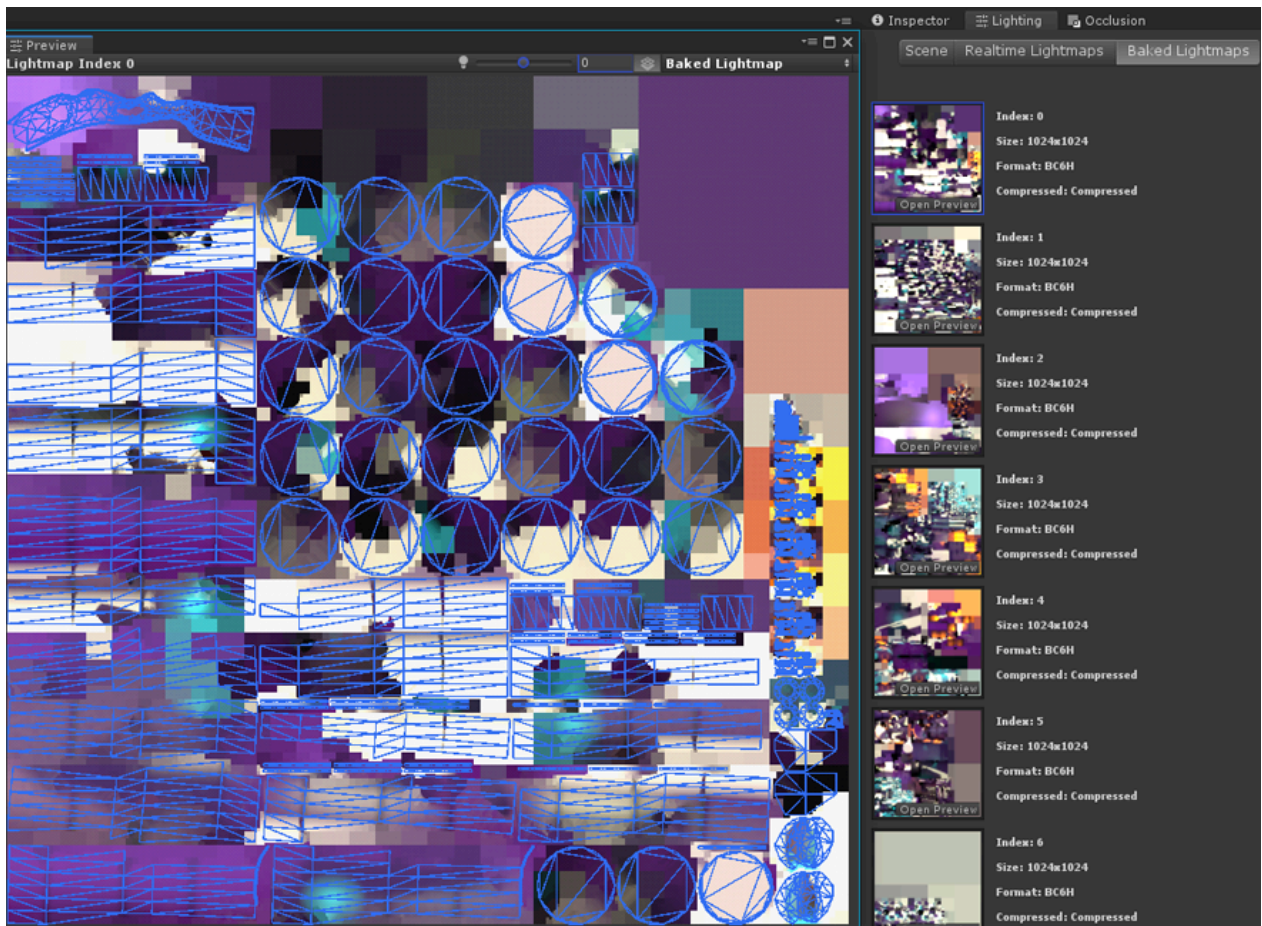 Inspector Lighting Occlusion
Preview
Lightmap Index 0
0
Baked Lightmap
Scene Realtime Lightmaps Baked Lightmaps
Open Preview
Index: 0
Size: 1024x1024
Format: BC6H
Compressed: Compressed
Open Preview
Index: 1
Size: 1024x1024
Format: BC6H
Compressed: Compressed
Open Preview
Index: 2
Size: 1024x1024
Format: BC6H
Compressed: Compressed
Open Preview
Index: 3
Size: 1024x1024
Format: BC6H
Compressed: Compressed
Open Preview
Index: 4
Size: 1024x1024
Format: BC6H
Compressed: Compressed
Open Preview
Index: 5
Size: 1024x1024
Format: BC6H
Compressed: Compressed
Index: 6
Size: 1024x1024
Format: BC6H
Compressed: Compressed